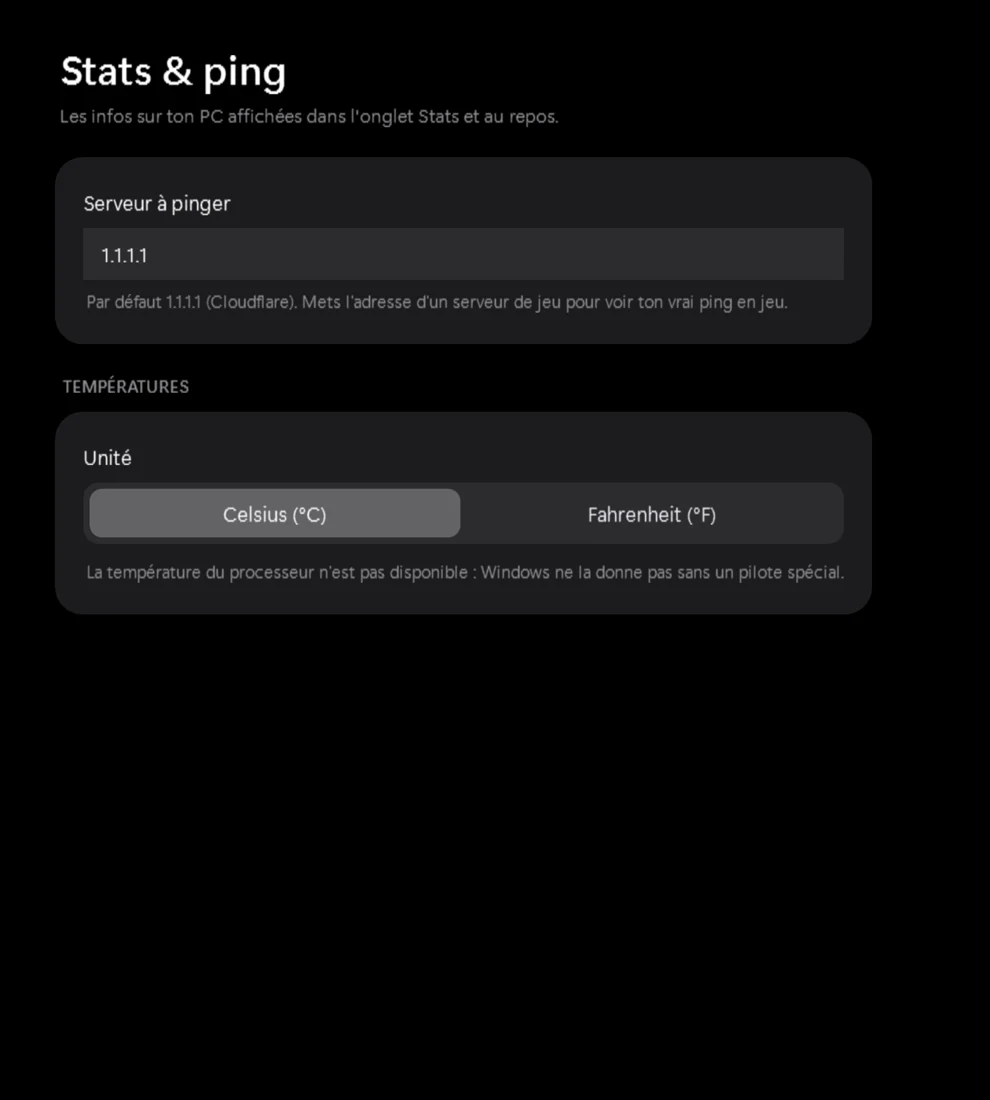 Stats & ping
Les infos sur ton PC affichées dans l'onglet Stats et au repos.
Serveur à pinger
1.1.1.1
Par défaut 1.1.1.1 (Cloudflare). Mets l'adresse d'un serveur de jeu pour voir ton vrai ping en jeu.
TEMPÉRATURES
Unité
Celsius (°C)
Fahrenheit (°F)
La température du processeur n'est pas disponible : Windows ne la donne pas sans un pilote spécial.